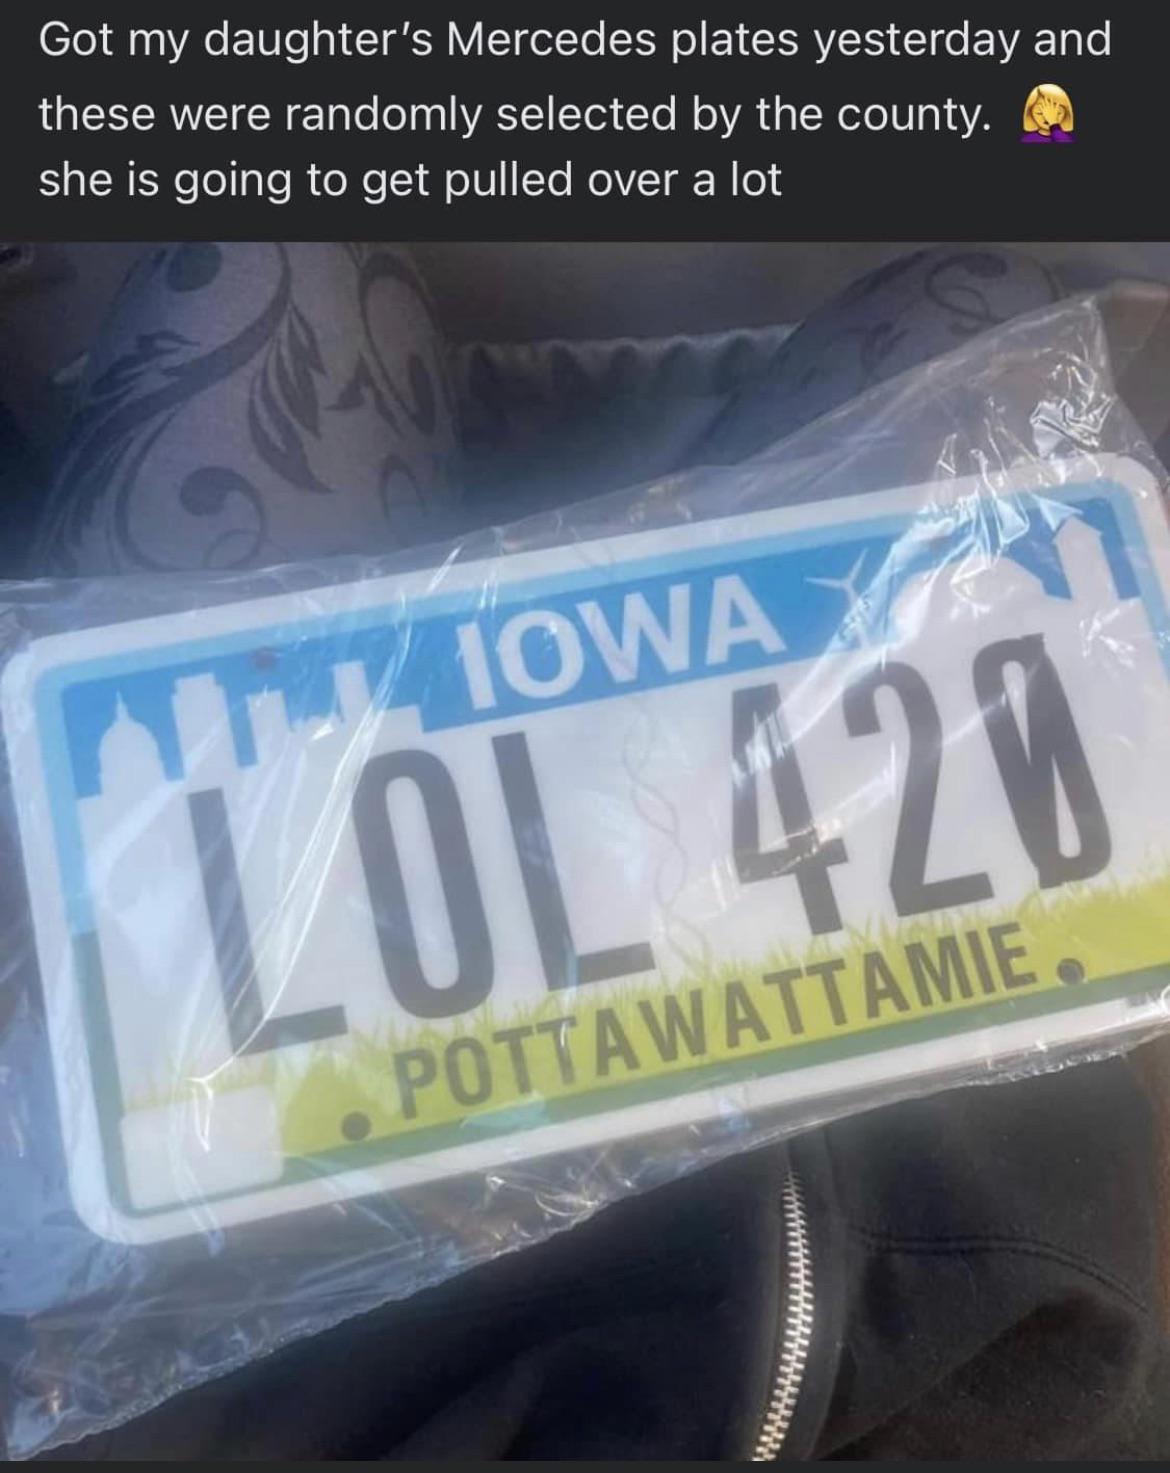 Got my daughter's Mercedes plates yesterday and
these were randomly selected by the county. 🤦‍♀️
she is going to get pulled over a lot
IOWA
LOL 420
POTTAWATTAMIE